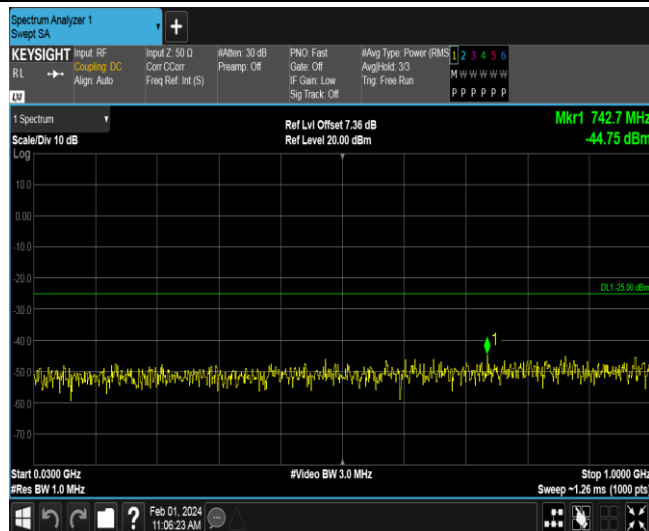 Spectrum Analyzer 1
Swept SA
KEYSIGHT
RL
Input: RF
Coupling: DC
Align: Auto
Input Z: 50 Ω
Corr CCorr
Freq Ref: Int (S)
#Atten: 30 dB
Preamp: Off
PNO: Fast
Gate: Off
IF Gain: Low
Sig Track: Off
#Avg Type: Power (RMS
Avg|Hold: 3/3
Trig: Free Run
1 2 3 4 5 6
M W W W W W
P P P P P P
1 Spectrum
Scale/Div 10 dB
Ref Lvl Offset 7.36 dB
Ref Level 20.00 dBm
Mkr1 742.7 MHz
-44.75 dBm
Log
10.0
0.00
-10.0
-20.0
DL1 -25.00 dBm
-30.0
-40.0
1
-50.0
-60.0
-70.0
Start 0.0300 GHz
#Video BW 3.0 MHz
Stop 1.0000 GHz
#Res BW 1.0 MHz
Sweep ~1.26 ms (1000 pts)
?
Feb 01, 2024
11:06:23 AM